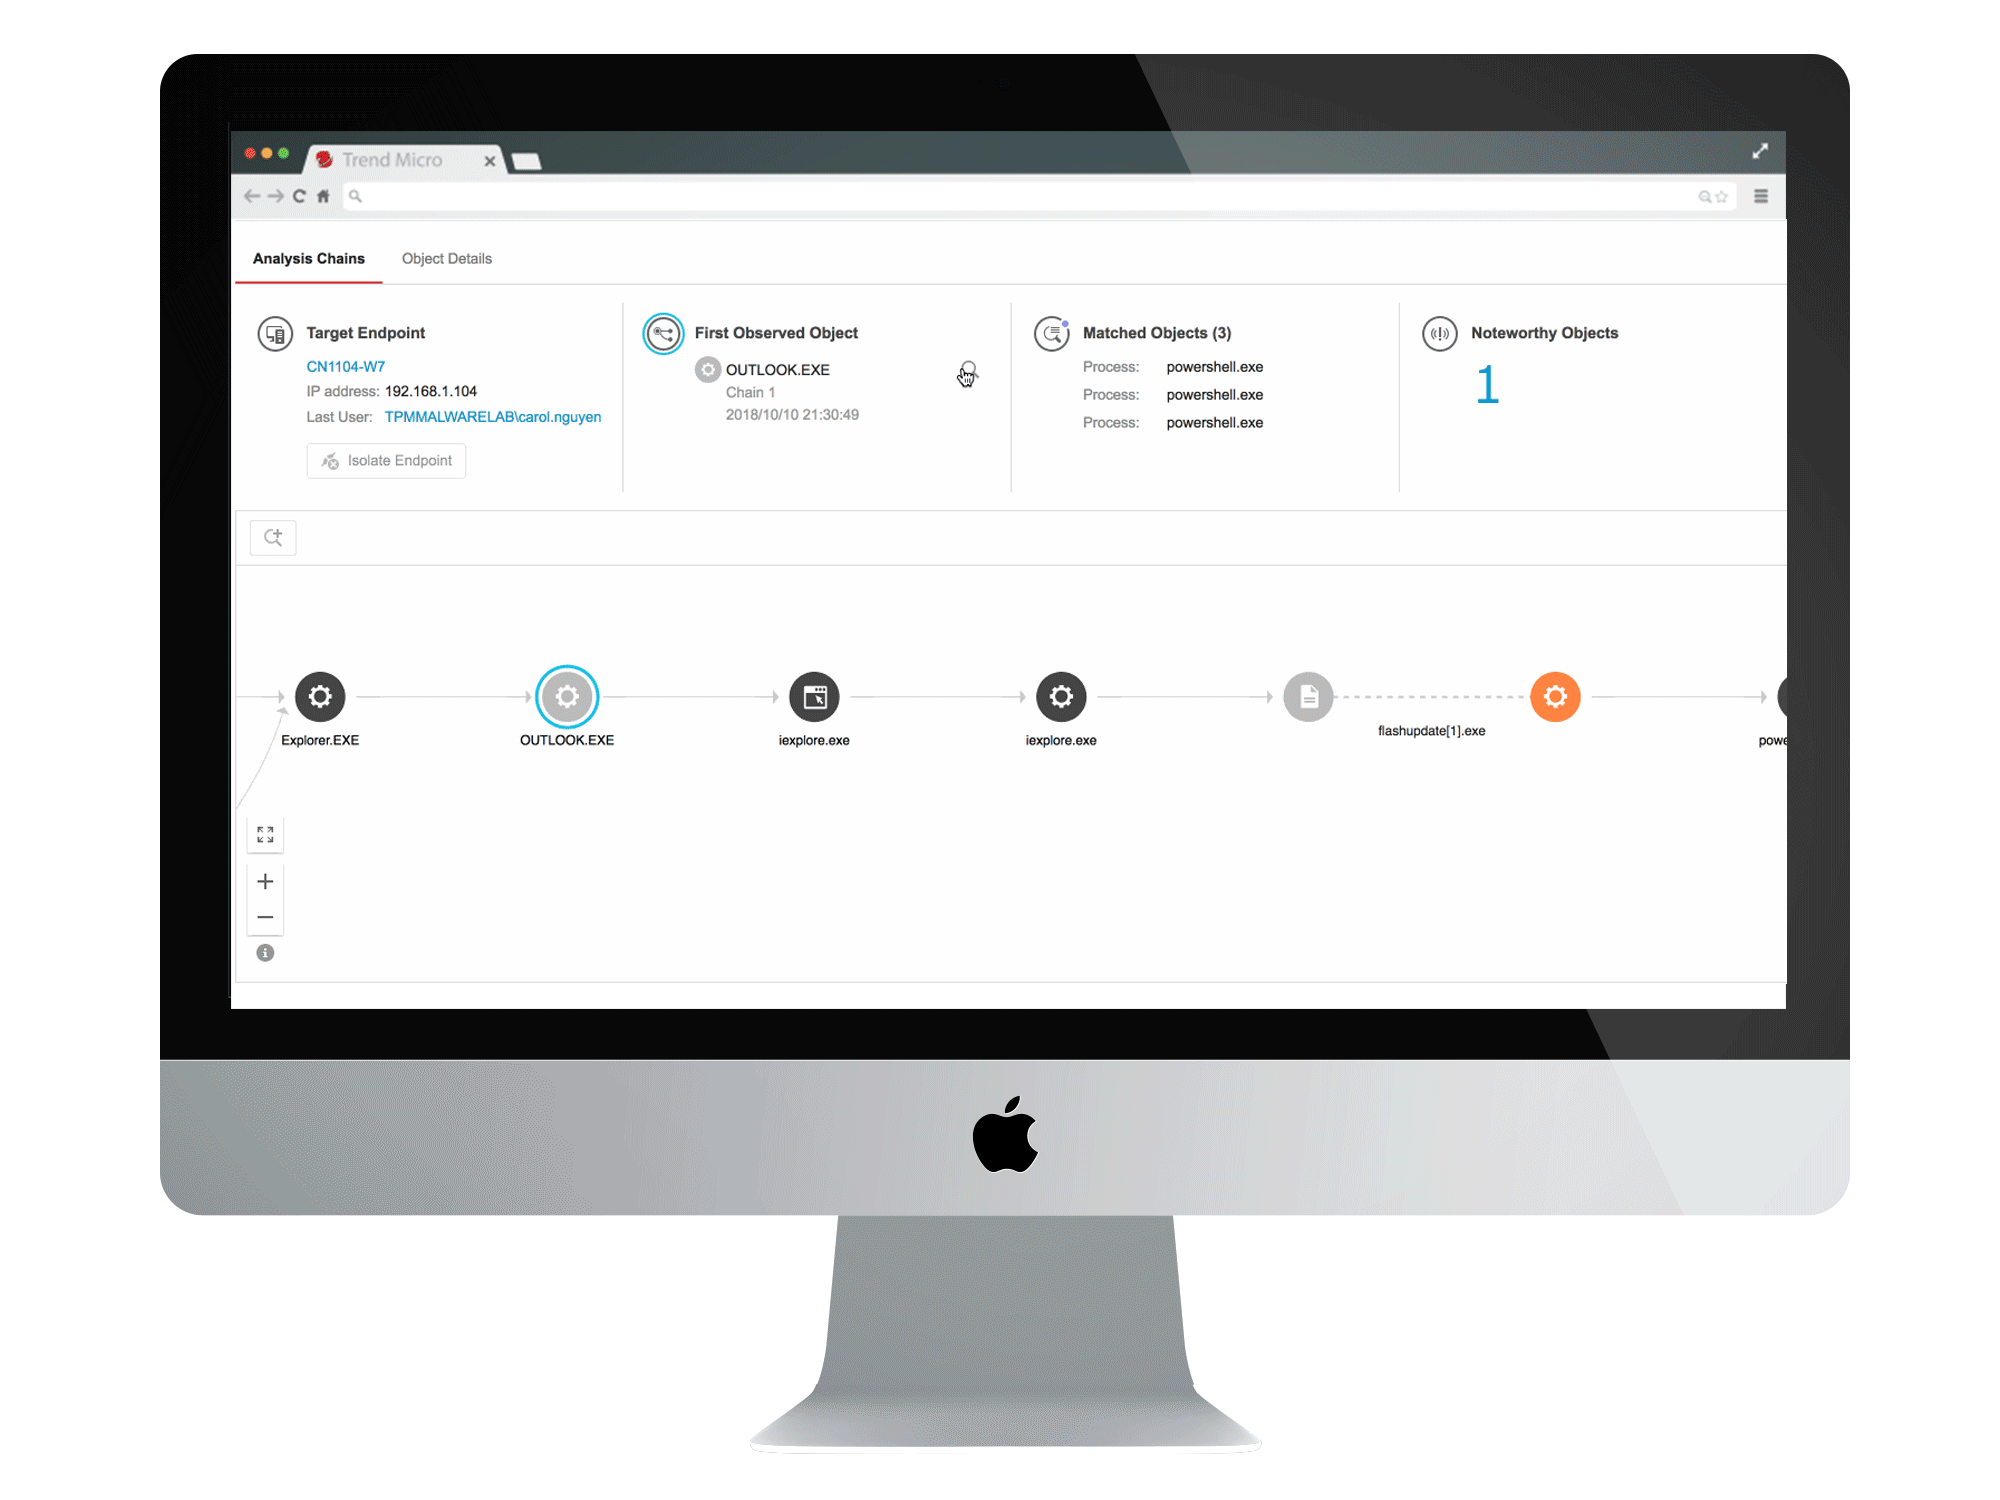 Trend Micro
Analysis Chains
Object Details
Target Endpoint
CN1104-W7
IP address: 192.168.1.104
Last User: TPMMALWARELAB\carol.nguyen
Isolate Endpoint
First Observed Object
OUTLOOK.EXE
Chain 1
2018/10/10 21:30:49
Matched Objects (3)
Process: powershell.exe
Process: powershell.exe
Process: powershell.exe
Noteworthy Objects
1
Explorer.EXE
OUTLOOK.EXE
iexplore.exe
iexplore.exe
flashupdate[1].exe
powe